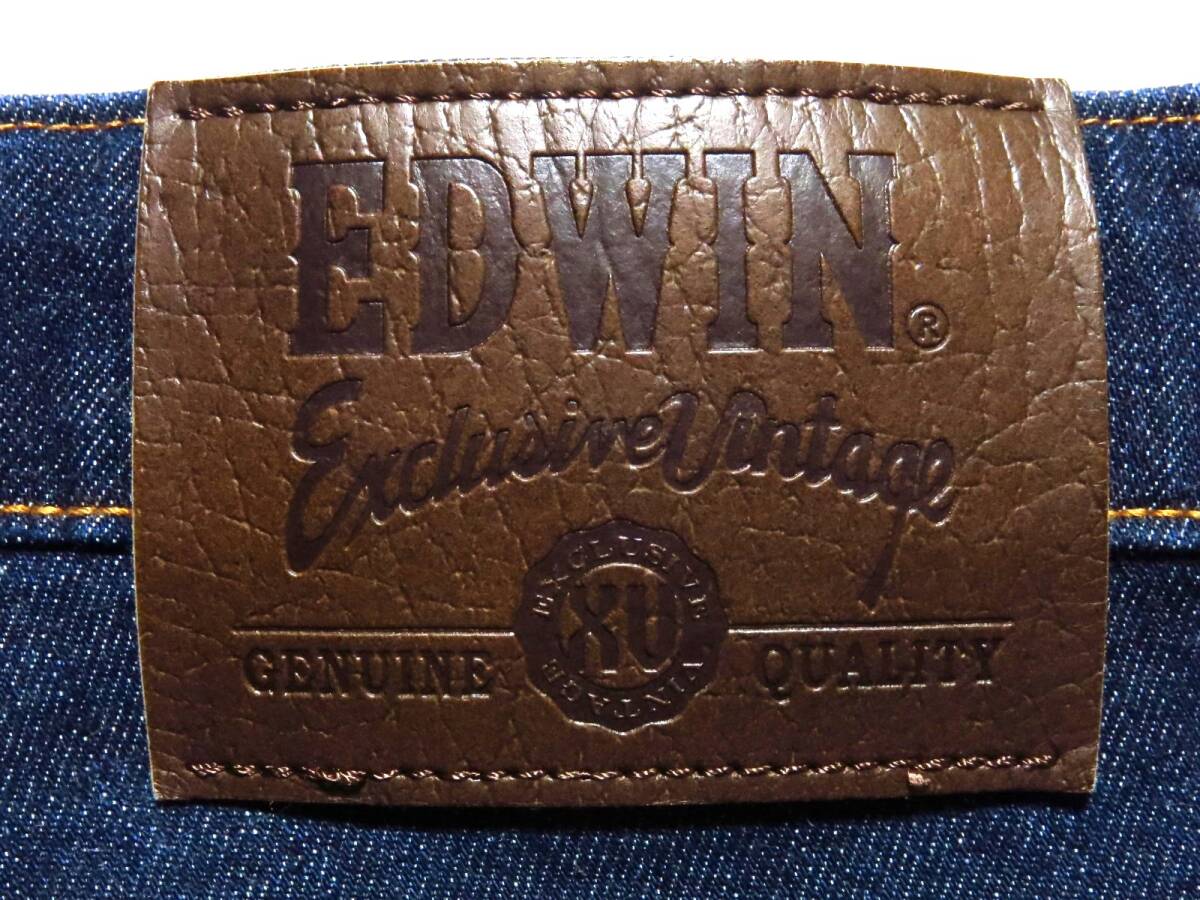 EDWIN®
Exclusive Vintage
EXCLUSIVE
XV
VINTAGE
GENUINE QUALITY